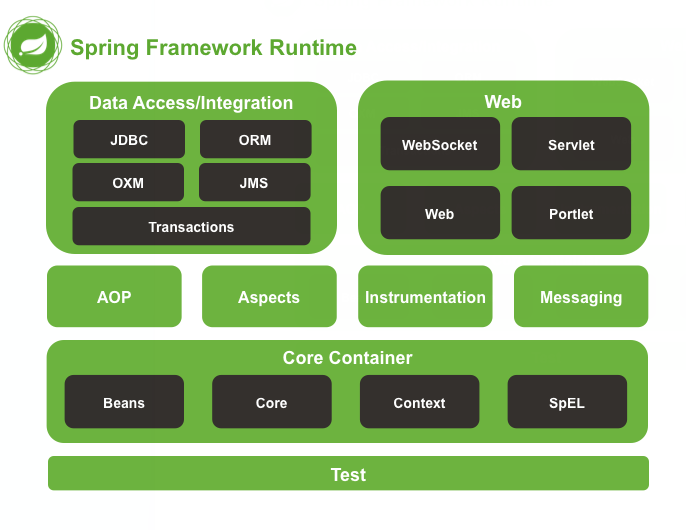 Spring Framework Runtime
Data Access/Integration
JDBC
ORM
OXM
JMS
Transactions
Web
WebSocket
Servlet
Web
Portlet
AOP
Aspects
Instrumentation
Messaging
Core Container
Beans
Core
Context
SpEL
Test